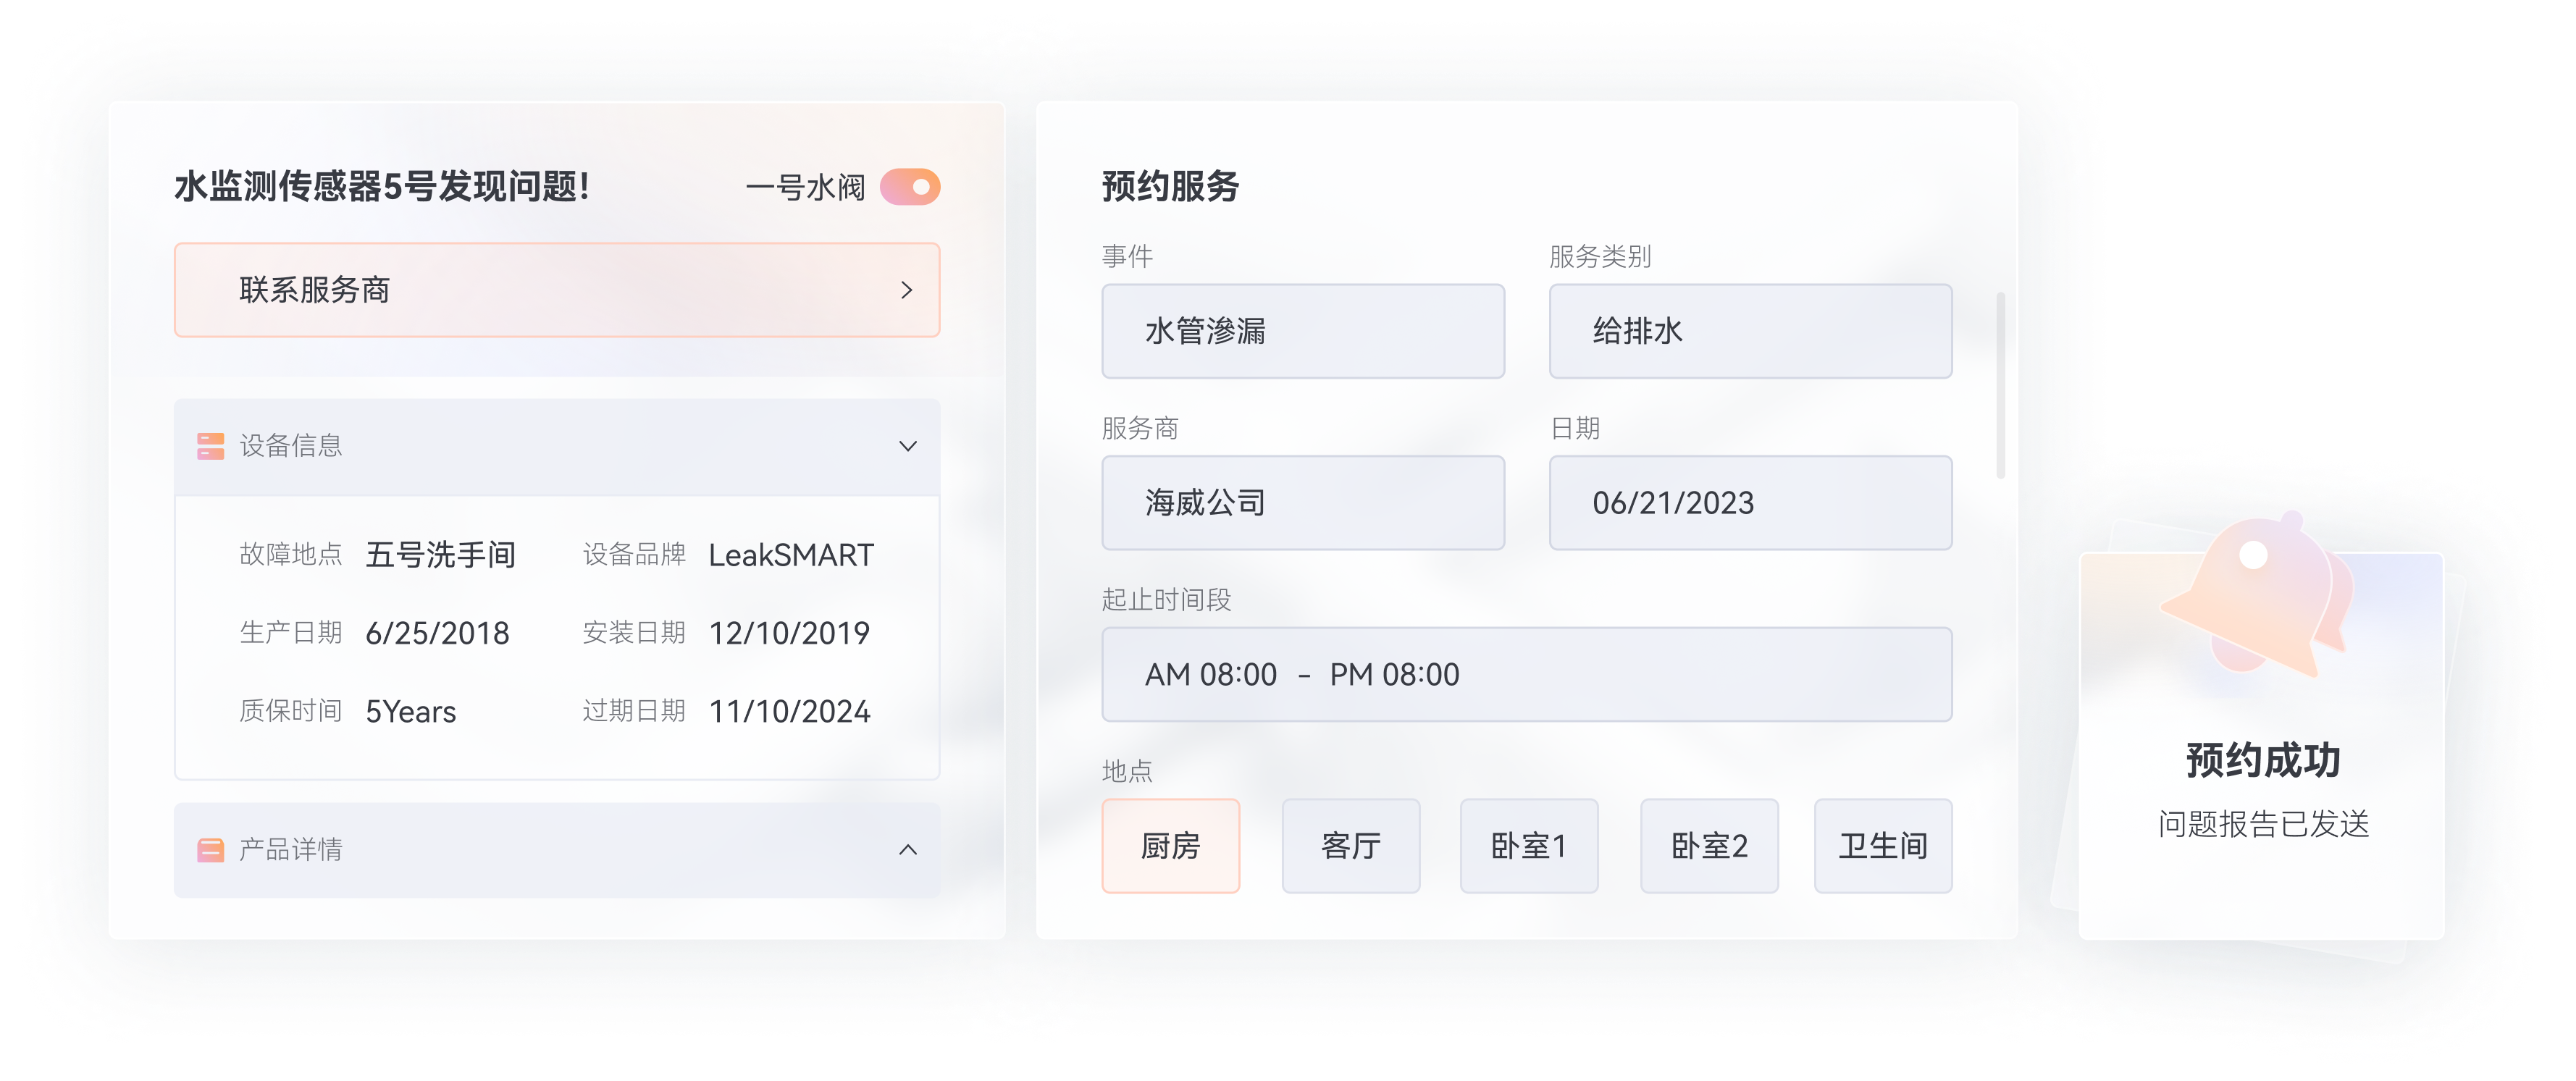 水监测传感器5号发现问题!
一号水阀
联系服务商
设备信息
故障地点 五号洗手间 设备品牌 LeakSMART
生产日期 6/25/2018 安装日期 12/10/2019
质保时间 5Years 过期日期 11/10/2024
产品详情
预约服务
事件 服务类别
水管渗漏 给排水
服务商 日期
海威公司 06/21/2023
起止时间段
AM 08:00 - PM 08:00
地点
厨房 客厅 卧室1 卧室2 卫生间
预约成功
问题报告已发送